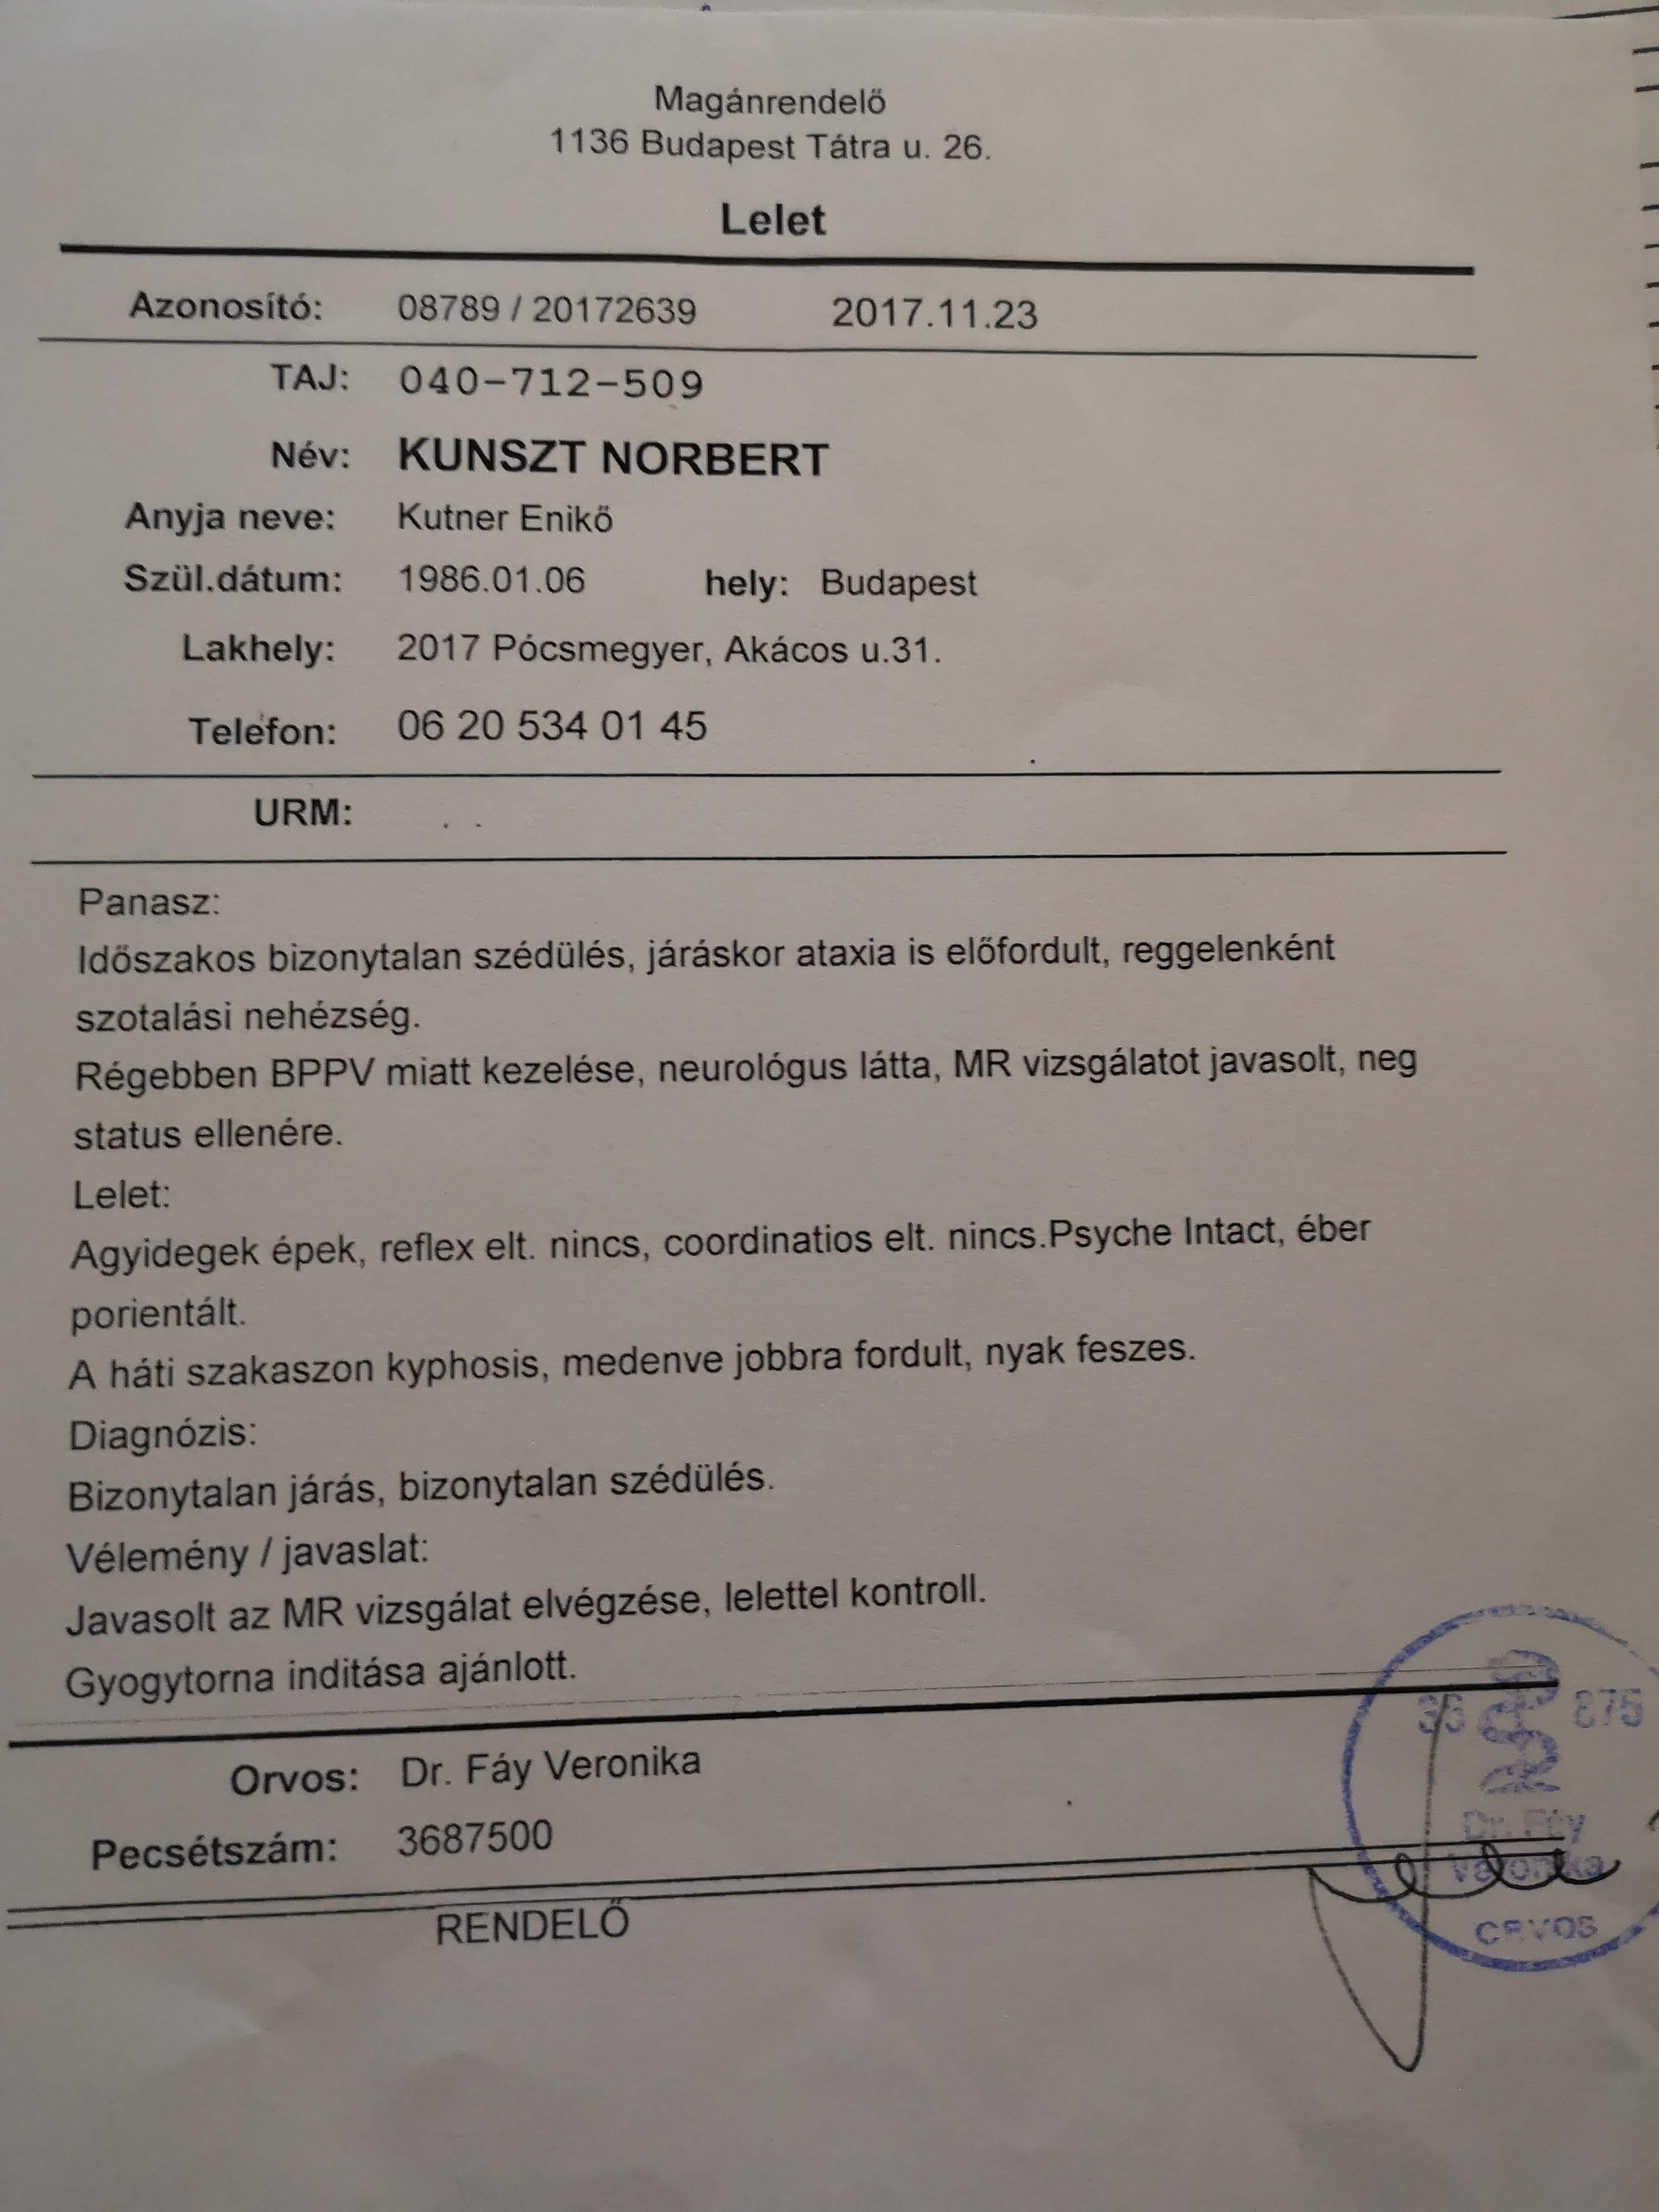 Magánrendelő
1136 Budapest Tátra u. 26.
Lelet
Azonosító: 08789 / 20172639 2017.11.23
TAJ: 040-712-509
Név: KUNSZT NORBERT
Anyja neve: Kutner Enikő
Szül.dátum: 1986.01.06 hely: Budapest
Lakhely: 2017 Pócsmegyer, Akácos u.31.
Telefon: 06 20 534 01 45
URM: . .
Panasz:
Időszakos bizonytalan szédülés, járáskor ataxia is előfordult, reggelenként
szotalási nehézség.
Régebben BPPV miatt kezelése, neurológus látta, MR vizsgálatot javasolt, neg
status ellenére.
Lelet:
Agyidegek épek, reflex elt. nincs, coordinatios elt. nincs.Psyche Intact, éber
porientált.
A háti szakaszon kyphosis, medenve jobbra fordult, nyak feszes.
Diagnózis:
Bizonytalan járás, bizonytalan szédülés.
Vélemény / javaslat:
Javasolt az MR vizsgálat elvégzése, lelettel kontroll.
Gyogytorna inditása ajánlott.
Orvos: Dr. Fáy Veronika
Pecsétszám: 3687500
RENDELŐ
36 875
Dr. Fáy
Veronika
ORVOS